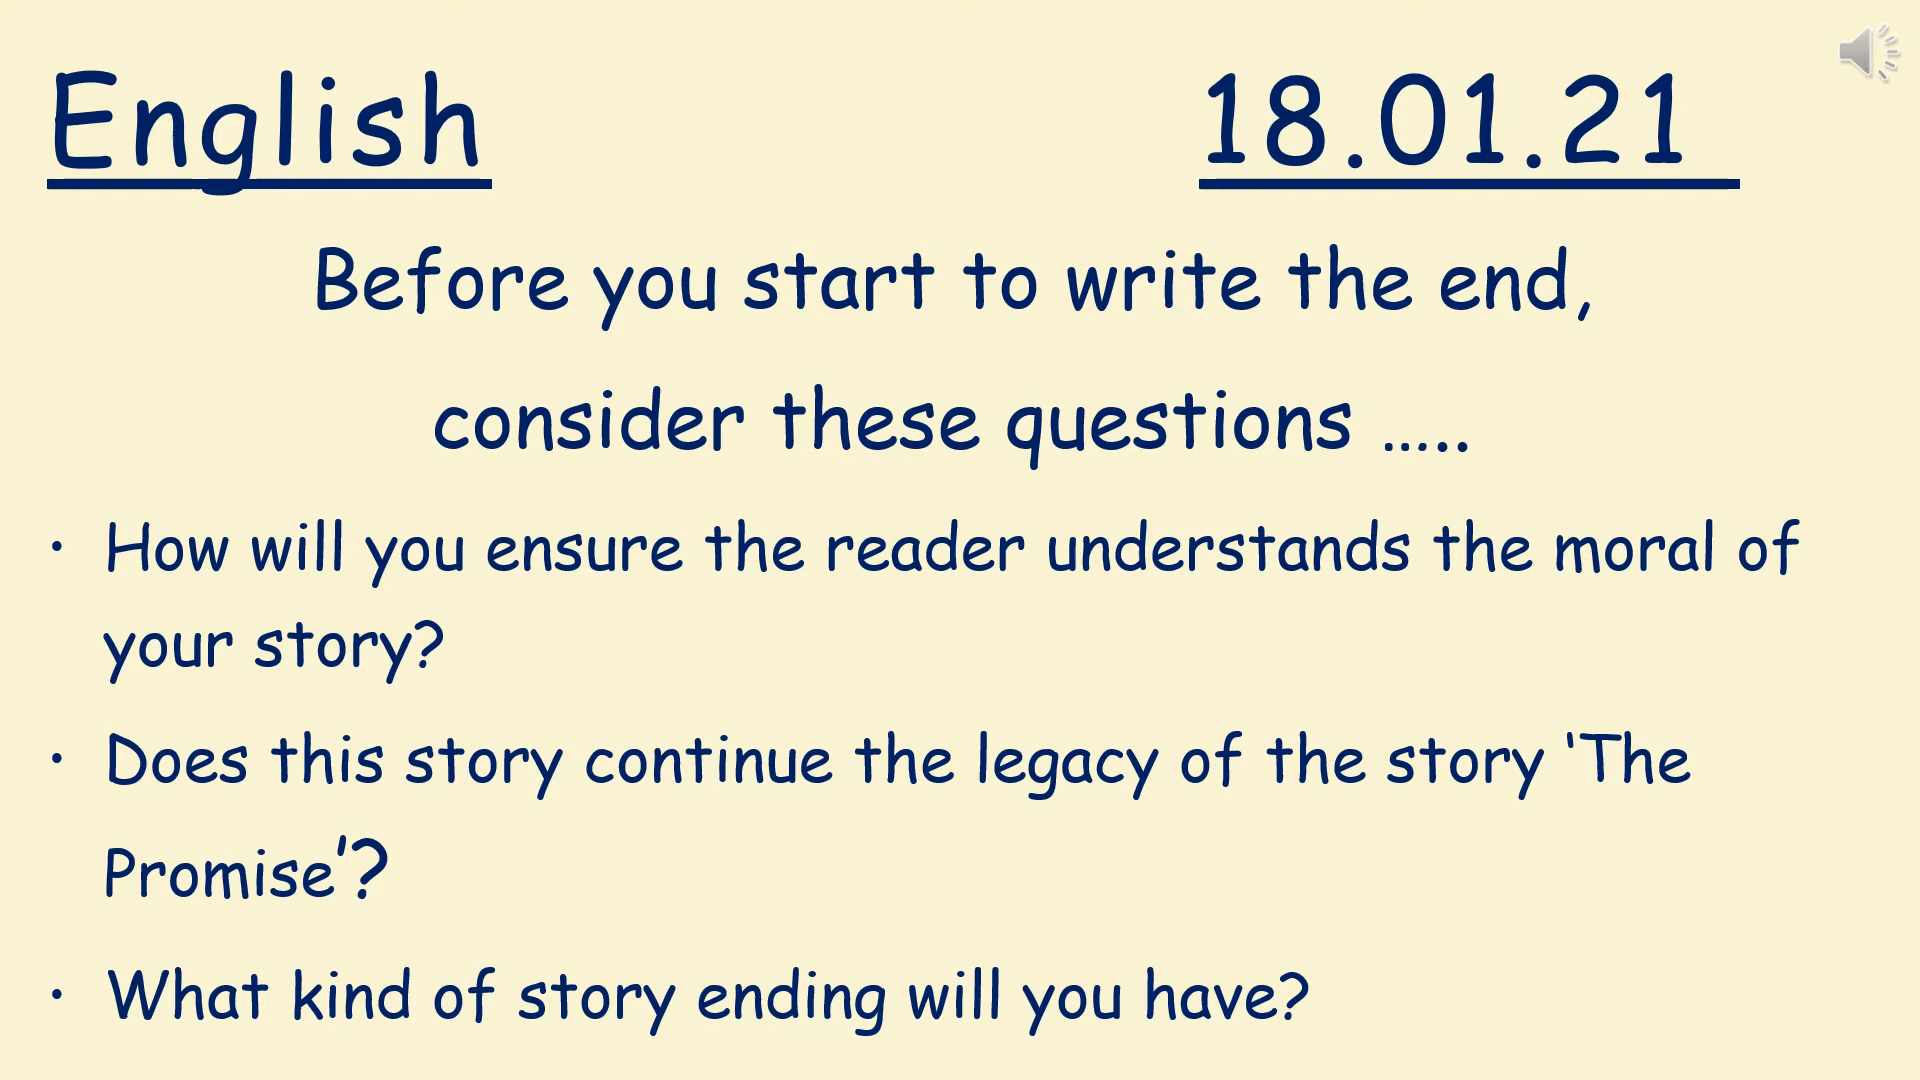 English 18.01.21
Before you start to write the end,
consider these questions …..
• How will you ensure the reader understands the moral of
your story?
• Does this story continue the legacy of the story ‘The
Promise’?
• What kind of story ending will you have?